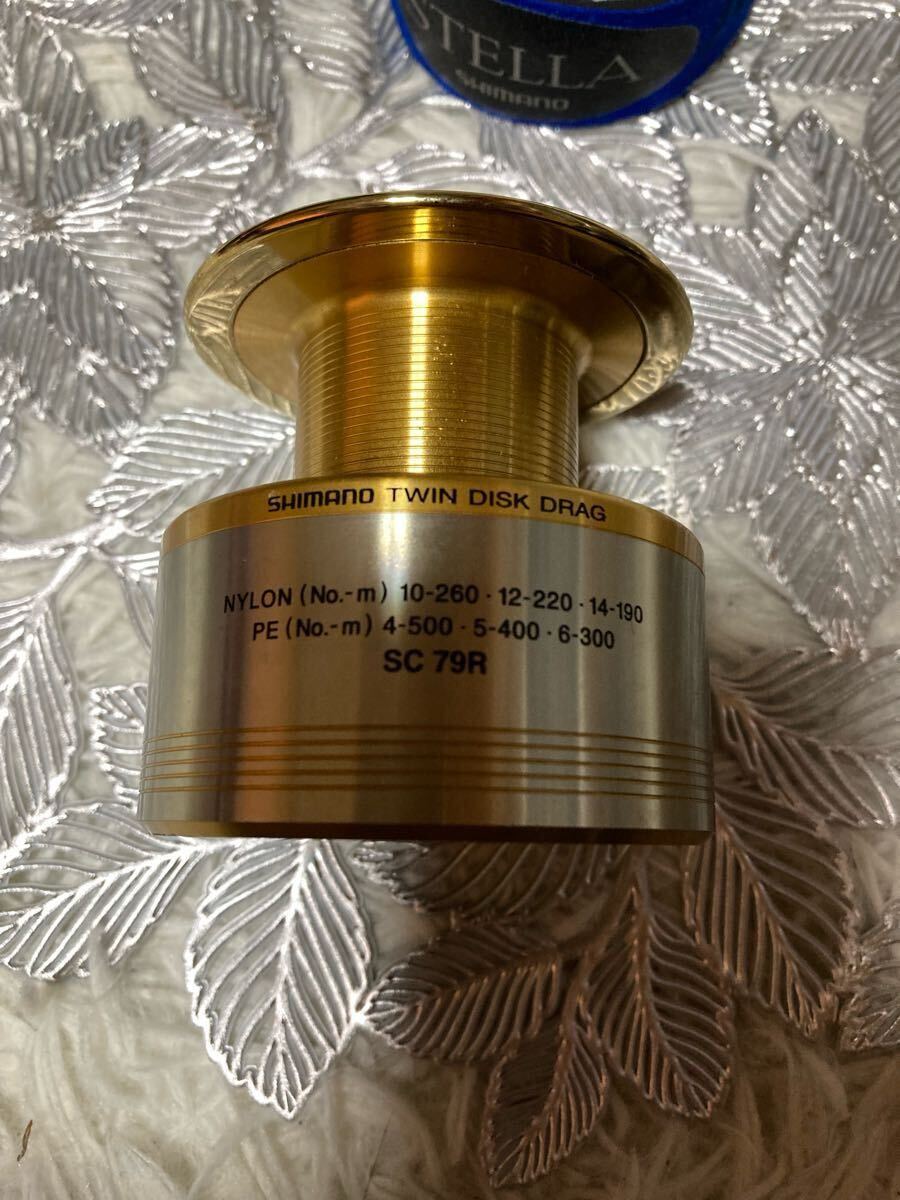 STELLA
SHIMANO
SHIMANO TWIN DISK DRAG
NYLON (No.-m) 10-260 · 12-220 · 14-190
PE (No.-m) 4-500 · 5-400 · 6-300
SC 79R